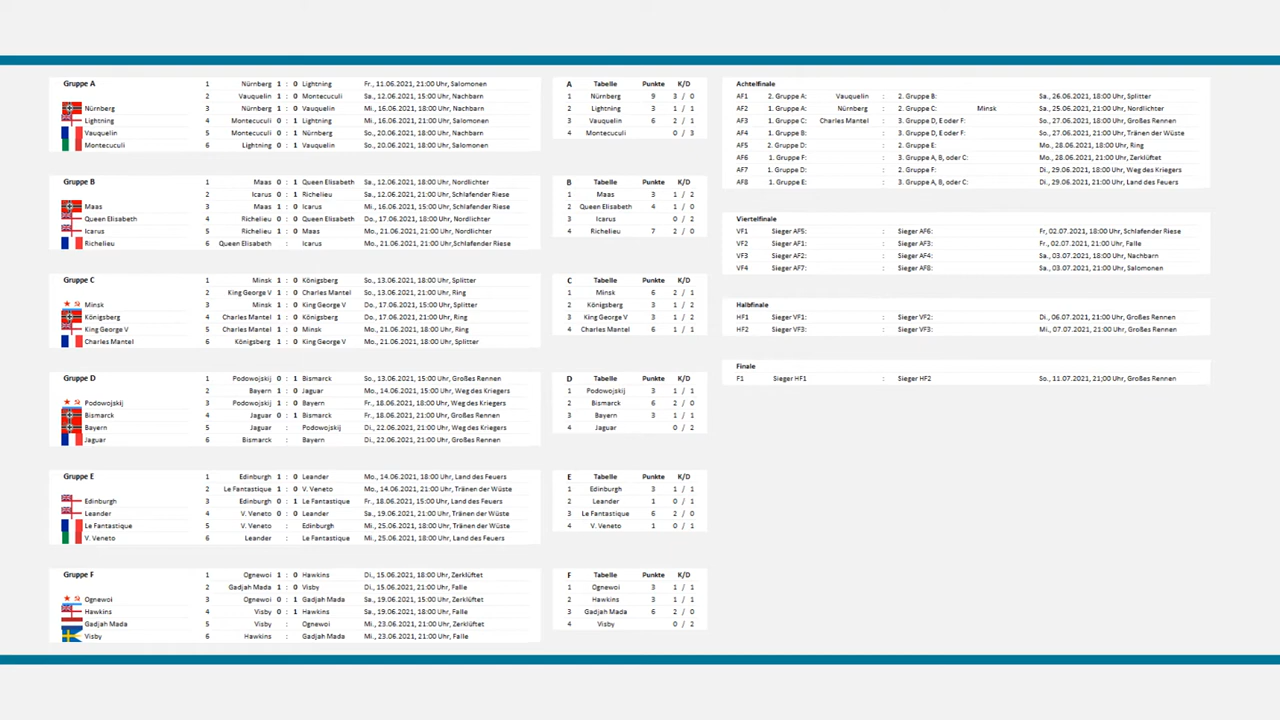 Gruppe A 1 Nürnberg 1 : 0 Lightning Fr., 11.06.2021, 21:00 Uhr, Salomonen
2 Vauquelin 1 : 0 Montecuculi Sa., 12.06.2021, 15:00 Uhr, Nachbarn
Nürnberg 3 Nürnberg 1 : 0 Vauquelin Mi., 16.06.2021, 18:00 Uhr, Nachbarn
Lightning 4 Montecuculi 0 : 1 Lightning Mi., 16.06.2021, 21:00 Uhr, Salomonen
Vauquelin 5 Montecuculi 0 : 1 Nürnberg So., 20.06.2021, 18:00 Uhr, Nachbarn
Montecuculi 6 Lightning 0 : 1 Vauquelin So., 20.06.2021, 18:00 Uhr, Salomonen
A Tabelle Punkte K/D
1 Nürnberg 9 3 / 0
2 Lightning 3 1 / 1
3 Vauquelin 6 2 / 1
4 Montecuculi 0 / 3
Gruppe B 1 Maas 0 : 1 Queen Elisabeth Sa., 12.06.2021, 18:00 Uhr, Nordlichter
2 Icarus 0 : 1 Richelieu Sa., 12.06.2021, 21:00 Uhr, Schlafender Riese
Maas 3 Maas 1 : 1 Icarus Mi., 16.06.2021, 15:00 Uhr, Schlafender Riese
Queen Elisabeth 4 Richelieu 0 : 0 Queen Elisabeth Do., 17.06.2021, 18:00 Uhr, Nordlichter
Icarus 5 Richelieu 1 : 0 Maas Mo., 21.06.2021, 21:00 Uhr, Nordlichter
Richelieu 6 Queen Elisabeth : Icarus Mo., 21.06.2021, 21:00 Uhr,Schlafender Riese
B Tabelle Punkte K/D
1 Maas 3 1 / 2
2 Queen Elisabeth 4 1 / 0
3 Icarus 0 / 2
4 Richelieu 7 2 / 0
Gruppe C 1 Minsk 1 : 0 Königsberg So., 13.06.2021, 18:00 Uhr, Splitter
2 King George V 1 : 0 Charles Mantel So., 13.06.2021, 21:00 Uhr, Ring
Minsk 3 Minsk 1 : 0 King George V Do., 17.06.2021, 15:00 Uhr, Splitter
Königsberg 4 Charles Mantel 1 : 0 Königsberg Do., 17.06.2021, 21:00 Uhr, Ring
King George V 5 Charles Mantel 1 : 0 Minsk Mo., 21.06.2021, 18:00 Uhr, Ring
Charles Mantel 6 Königsberg 1 : 0 King George V Mo., 21.06.2021, 18:00 Uhr, Splitter
C Tabelle Punkte K/D
1 Minsk 6 2 / 1
2 Königsberg 3 1 / 2
3 King George V 3 1 / 2
4 Charles Mantel 6 1 / 1
Gruppe D 1 Podowojskij 0 : 1 Bismarck So., 13.06.2021, 15:00 Uhr, Großes Rennen
2 Bayern 1 : 0 Jaguar Mo., 14.06.2021, 15:00 Uhr, Weg des Kriegers
Podowojskij 3 Podowojskij 1 : 0 Bayern Fr., 18.06.2021, 18:00 Uhr, Weg des Kriegers
Bismarck 4 Jaguar 0 : 1 Bismarck Fr., 18.06.2021, 21:00 Uhr, Großes Rennen
Bayern 5 Jaguar : Podowojskij Di., 22.06.2021, 21:00 Uhr, Weg des Kriegers
Jaguar 6 Bismarck : Bayern Di., 22.06.2021, 21:00 Uhr, Großes Rennen
D Tabelle Punkte K/D
1 Podowojskij 3 1 / 1
2 Bismarck 6 2 / 0
3 Bayern 3 1 / 1
4 Jaguar 0 / 2
Gruppe E 1 Edinburgh 1 : 0 Leander Mo., 14.06.2021, 18:00 Uhr, Land des Feuers
2 Le Fantastique 1 : 0 V. Veneto Mo., 14.06.2021, 21:00 Uhr, Tränen der Wüste
Edinburgh 3 Edinburgh 0 : 1 Le Fantastique Fr., 18.06.2021, 15:00 Uhr, Land des Feuers
Leander 4 V. Veneto 0 : 0 Leander Sa., 19.06.2021, 21:00 Uhr, Tränen der Wüste
Le Fantastique 5 V. Veneto : Edinburgh Mi., 25.06.2021, 18:00 Uhr, Tränen der Wüste
V. Veneto 6 Leander : Le Fantastique Mi., 25.06.2021, 18:00 Uhr, Land des Feuers
E Tabelle Punkte K/D
1 Edinburgh 3 1 / 1
2 Leander 1 0 / 1
3 Le Fantastique 6 2 / 0
4 V. Veneto 1 0 / 1
Gruppe F 1 Ognewoi 1 : 0 Hawkins Di., 15.06.2021, 18:00 Uhr, Zerklüftet
2 Gadjah Mada 1 : 0 Visby Di., 15.06.2021, 21:00 Uhr, Falle
Ognewoi 3 Ognewoi 0 : 1 Gadjah Mada Sa., 19.06.2021, 15:00 Uhr, Zerklüftet
Hawkins 4 Visby 0 : 1 Hawkins Sa., 19.06.2021, 18:00 Uhr, Falle
Gadjah Mada 5 Visby : Ognewoi Mi., 23.06.2021, 21:00 Uhr, Zerklüftet
Visby 6 Hawkins : Gadjah Mada Mi., 23.06.2021, 21:00 Uhr, Falle
F Tabelle Punkte K/D
1 Ognewoi 3 1 / 1
2 Hawkins 3 1 / 1
3 Gadjah Mada 6 2 / 0
4 Visby 0 / 2
Achtelfinale
AF1 2. Gruppe A: Vauquelin : 2. Gruppe B: Sa., 26.06.2021, 18:00 Uhr, Splitter
AF2 1. Gruppe A: Nürnberg : 2. Gruppe C: Minsk Sa., 25.06.2021, 21:00 Uhr, Nordlichter
AF3 1. Gruppe C: Charles Mantel : 3. Gruppe D, E oder F: So., 27.06.2021, 18:00 Uhr, Großes Rennen
AF4 1. Gruppe B: : 3. Gruppe D, E oder F: So., 27.06.2021, 21:00 Uhr, Tränen der Wüste
AF5 2. Gruppe D: : 2. Gruppe E: Mo., 28.06.2021, 18:00 Uhr, Ring
AF6 1. Gruppe F: : 3. Gruppe A, B, oder C: Mo., 28.06.2021, 21:00 Uhr, Zerklüftet
AF7 1. Gruppe D: : 2. Gruppe F: Di., 29.06.2021, 18:00 Uhr, Weg des Kriegers
AF8 1. Gruppe E: : 3. Gruppe A, B, oder C: Di., 29.06.2021, 21:00 Uhr, Land des Feuers
Viertelfinale
VF1 Sieger AF5: : Sieger AF6: Fr, 02.07.2021, 18:00 Uhr, Schlafender Riese
VF2 Sieger AF1: : Sieger AF3: Fr., 02.07.2021, 21:00 Uhr, Falle
VF3 Sieger AF2: : Sieger AF4: Sa., 03.07.2021, 18:00 Uhr, Nachbarn
VF4 Sieger AF7: : Sieger AF8: Sa., 03.07.2021, 21:00 Uhr, Salomonen
Halbfinale
HF1 Sieger VF1: : Sieger VF2: Di., 06.07.2021, 21:00 Uhr, Großes Rennen
HF2 Sieger VF3: : Sieger VF3: Mi., 07.07.2021, 21:00 Uhr, Großes Rennen
Finale
F1 Sieger HF1 : Sieger HF2 So., 11.07.2021, 21;00 Uhr, Großes Rennen